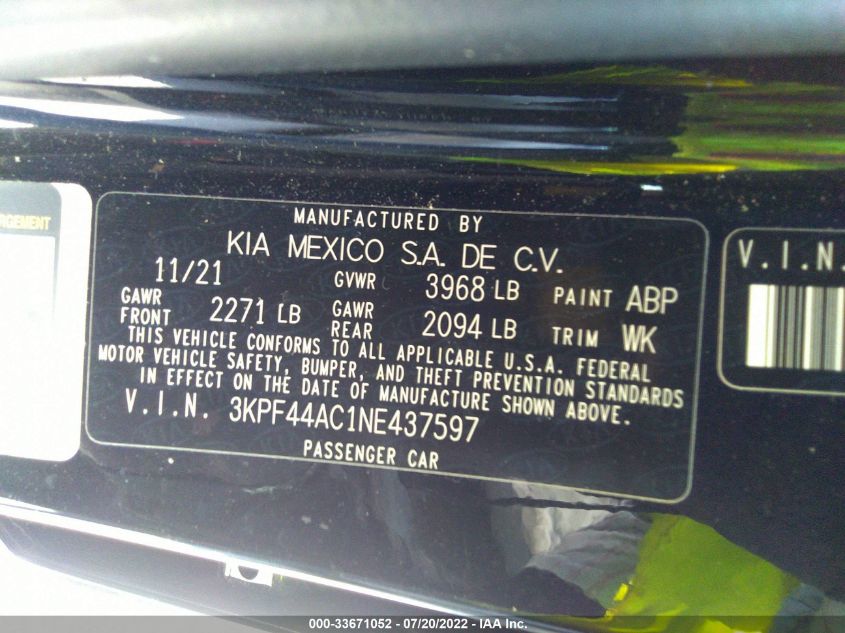 RGEMENT
MANUFACTURED BY
KIA MEXICO S.A. DE C.V.
11/21 GVWR 3968 LB PAINT ABP
GAWR FRONT 2271 LB GAWR REAR 2094 LB TRIM WK
THIS VEHICLE CONFORMS TO ALL APPLICABLE U.S.A. FEDERAL
MOTOR VEHICLE SAFETY, BUMPER, AND THEFT PREVENTION STANDARDS
IN EFFECT ON THE DATE OF MANUFACTURE SHOWN ABOVE.
V.I.N. 3KPF44AC1NE437597
PASSENGER CAR
V.I.N.
000-33671052 - 07/20/2022 - IAA Inc.